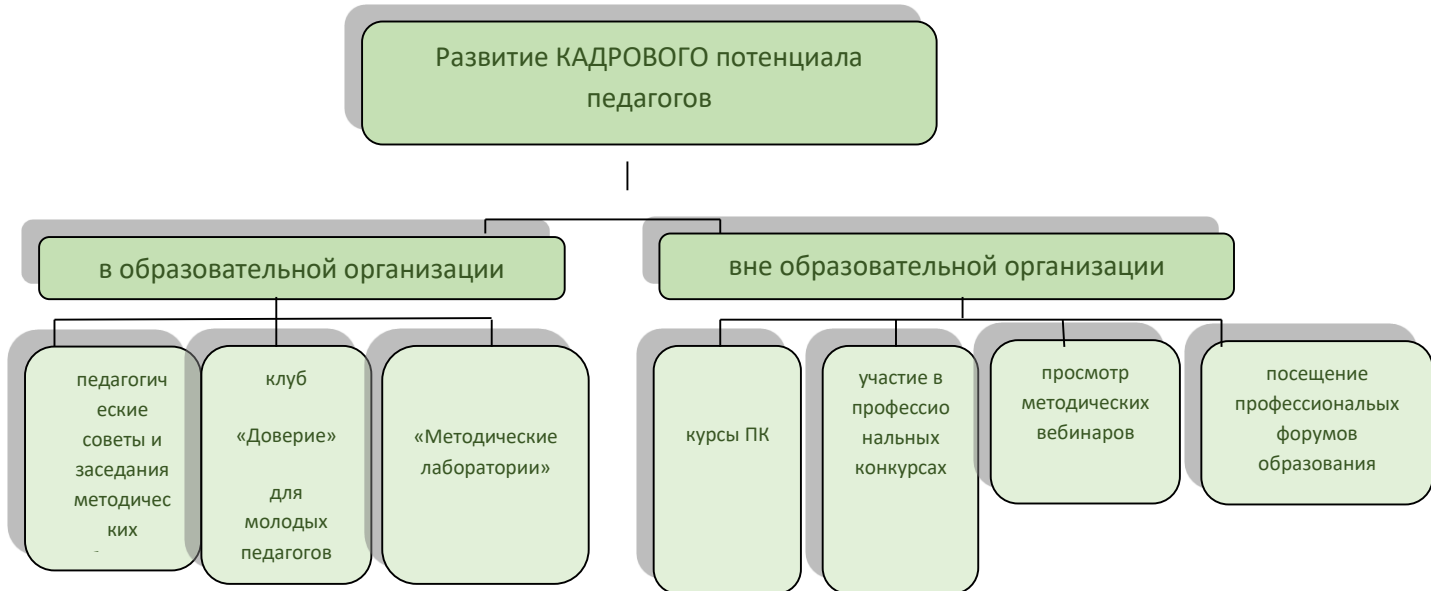 Развитие КАДРОВОГО потенциала
педагогов
в образовательной организации
вне образовательной организации
педагогич
еские
советы и
заседания
методичес
ких
клуб
«Доверие»
для
молодых
педагогов
«Методические
лаборатории»
курсы ПК
участие в
профессио
нальных
конкурсах
просмотр
методических
вебинаров
посещение
профессиональых
форумов
образования